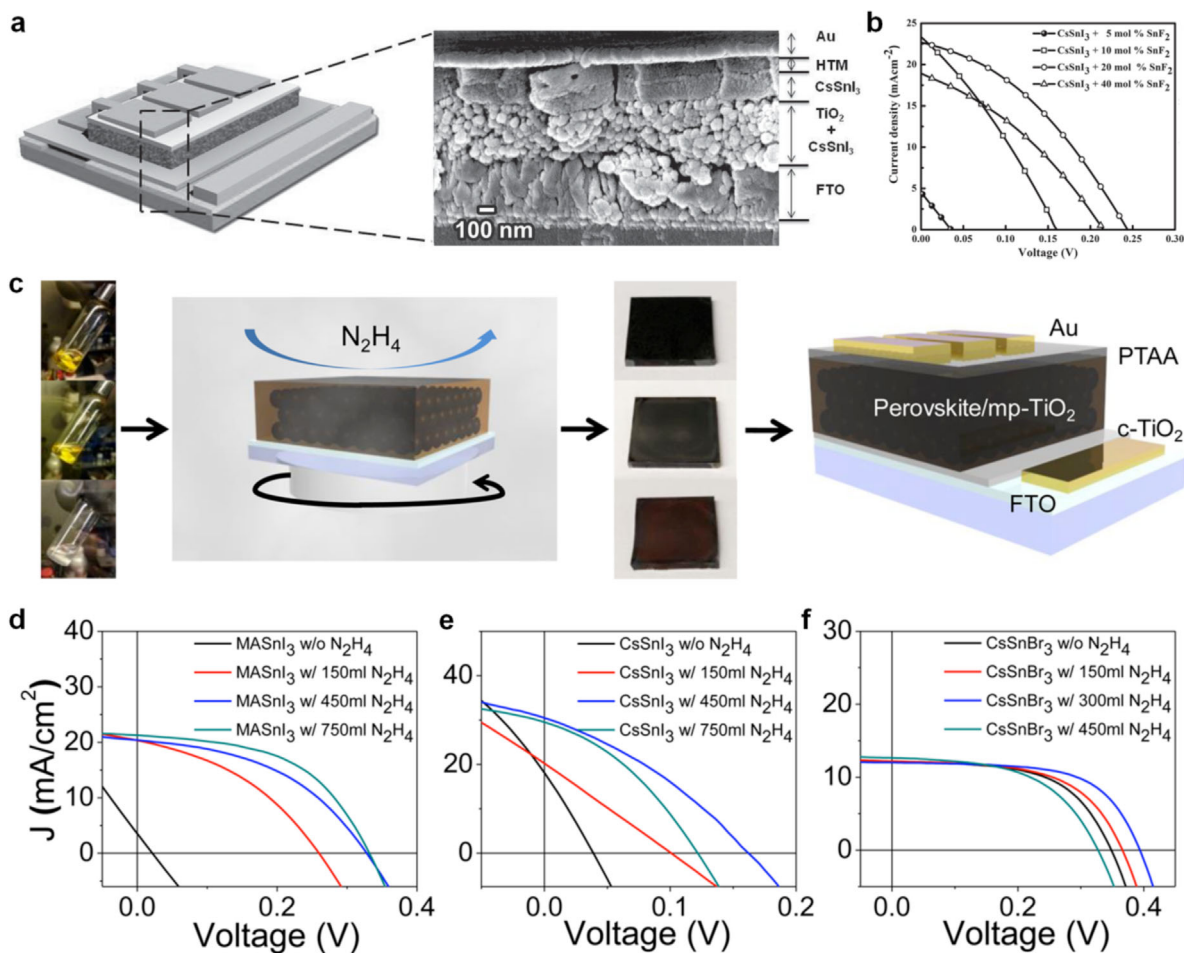 a
Au
HTM
CsSnI₃
TiO₂
+
CsSnI₃
FTO
100 nm
b
Current density (mAcm⁻²)
25
20
15
10
5
0
CsSnI₃ + 5 mol % SnF₂
CsSnI₃ + 10 mol % SnF₂
CsSnI₃ + 20 mol % SnF₂
CsSnI₃ + 40 mol % SnF₂
0.00 0.05 0.10 0.15 0.20 0.25 0.30
Voltage (V)
c
N₂H₄
Au
PTAA
Perovskite/mp-TiO₂
c-TiO₂
FTO
d
J (mA/cm²)
40
30
20
10
0
MASnI₃ w/o N₂H₄
MASnI₃ w/ 150ml N₂H₄
MASnI₃ w/ 450ml N₂H₄
MASnI₃ w/ 750ml N₂H₄
0.0 0.2 0.4
Voltage (V)
e
40
20
0
CsSnI₃ w/o N₂H₄
CsSnI₃ w/ 150ml N₂H₄
CsSnI₃ w/ 450ml N₂H₄
CsSnI₃ w/ 750ml N₂H₄
0.0 0.1 0.2
Voltage (V)
f
30
25
20
15
10
5
0
-5
CsSnBr₃ w/o N₂H₄
CsSnBr₃ w/ 150ml N₂H₄
CsSnBr₃ w/ 300ml N₂H₄
CsSnBr₃ w/ 450ml N₂H₄
0.0 0.2 0.4
Voltage (V)